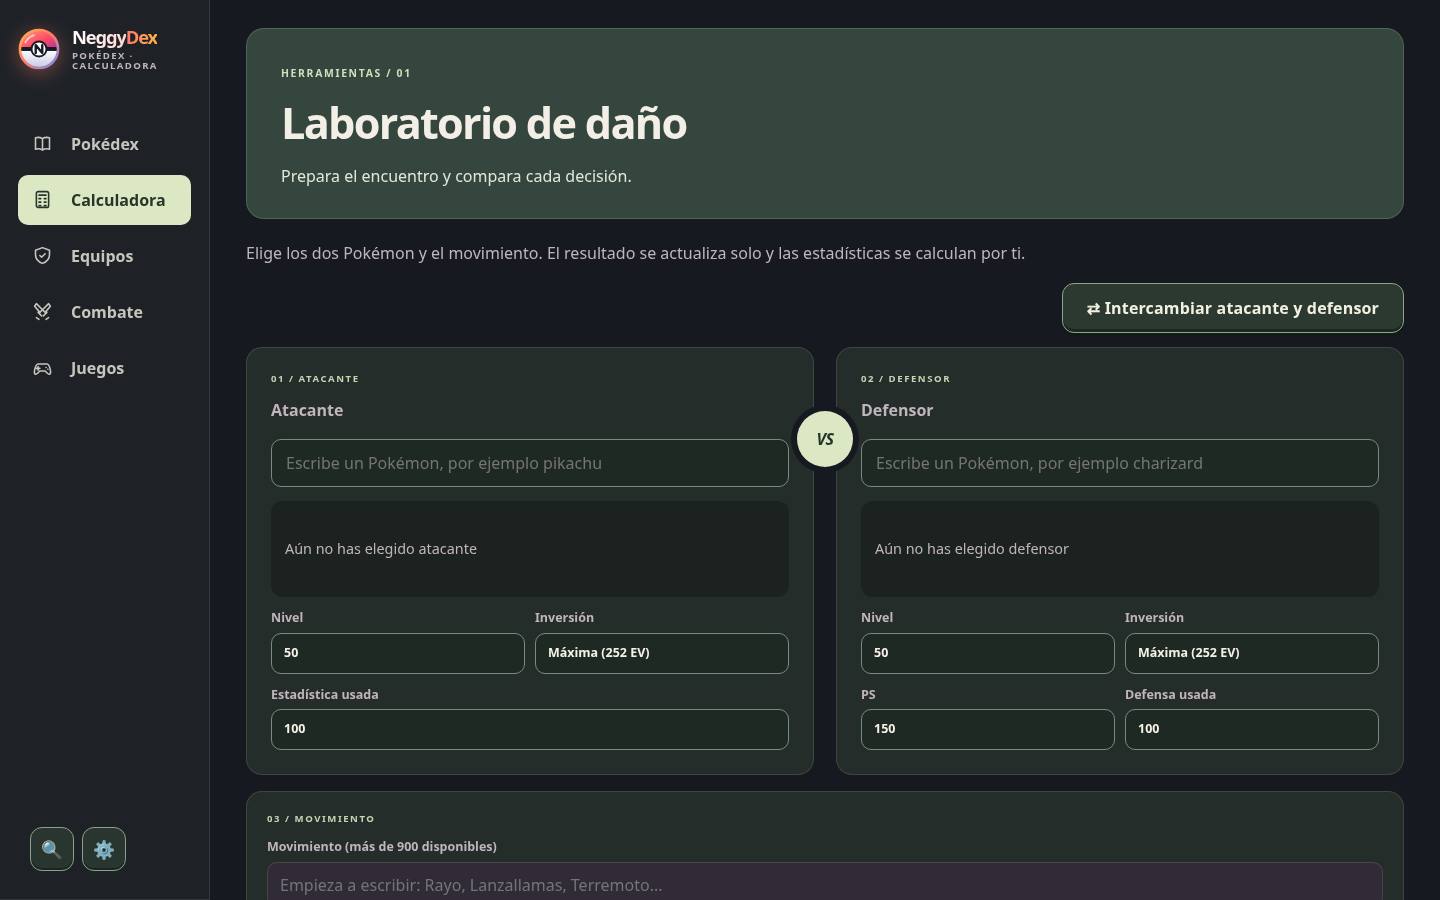 NeggyDex
POKÉDEX ·
CALCULADORA
Pokédex
Calculadora
Equipos
Combate
Juegos
HERRAMIENTAS / 01
Laboratorio de daño
Prepara el encuentro y compara cada decisión.
Elige los dos Pokémon y el movimiento. El resultado se actualiza solo y las estadísticas se calculan por ti.
⇄ Intercambiar atacante y defensor
01 / ATACANTE
Atacante
Escribe un Pokémon, por ejemplo pikachu
Aún no has elegido atacante
Nivel
Inversión
50
Máxima (252 EV)
Estadística usada
100
VS
02 / DEFENSOR
Defensor
Escribe un Pokémon, por ejemplo charizard
Aún no has elegido defensor
Nivel
Inversión
50
Máxima (252 EV)
PS
Defensa usada
150
100
03 / MOVIMIENTO
Movimiento (más de 900 disponibles)
Empieza a escribir: Rayo, Lanzallamas, Terremoto...